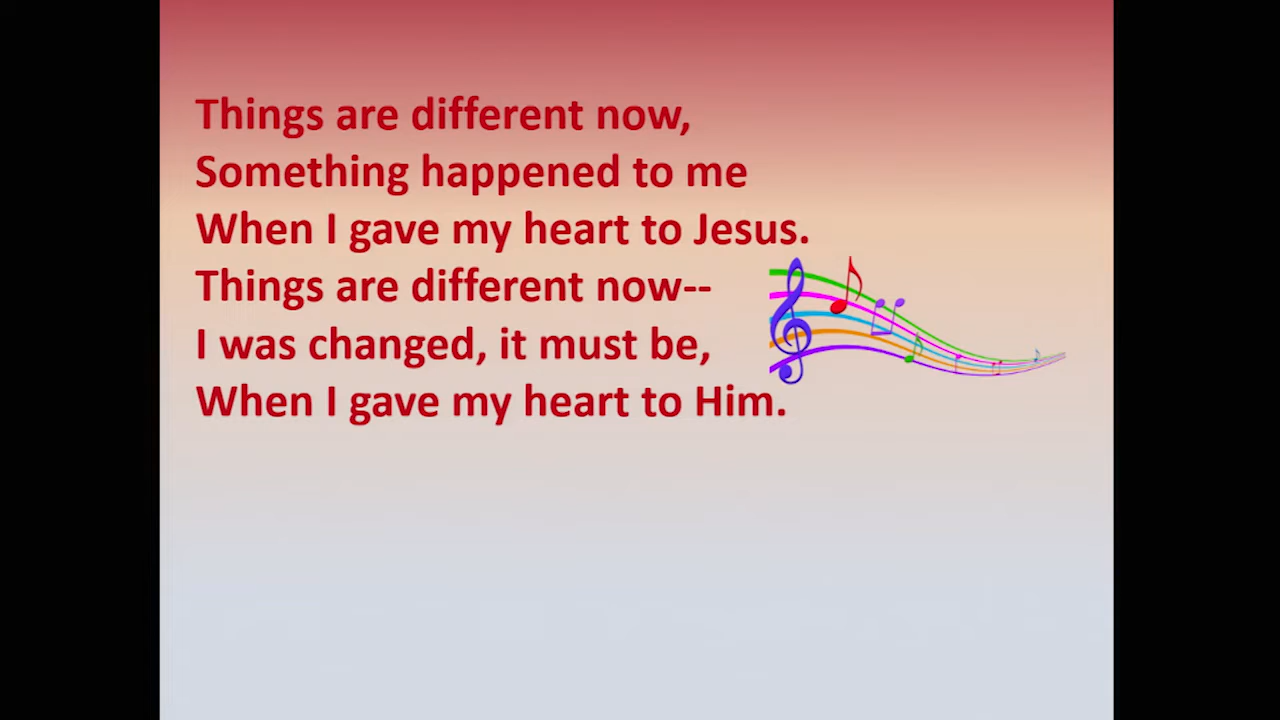 Things are different now,
Something happened to me
When I gave my heart to Jesus.
Things are different now--
I was changed, it must be,
When I gave my heart to Him.